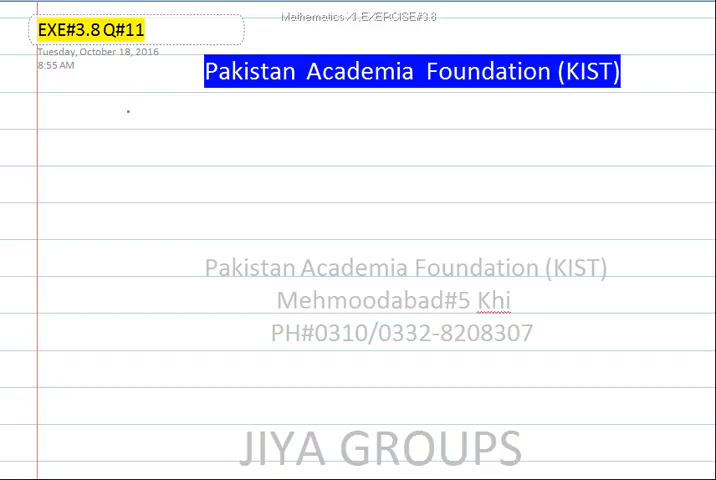 Mathematics XI,EXERCISE#3.8
EXE#3.8 Q#11
Tuesday, October 18, 2016
8:55 AM
Pakistan Academia Foundation (KIST)
Pakistan Academia Foundation (KIST)
Mehmoodabad#5 Khi
PH#0310/0332-8208307
JIYA GROUPS